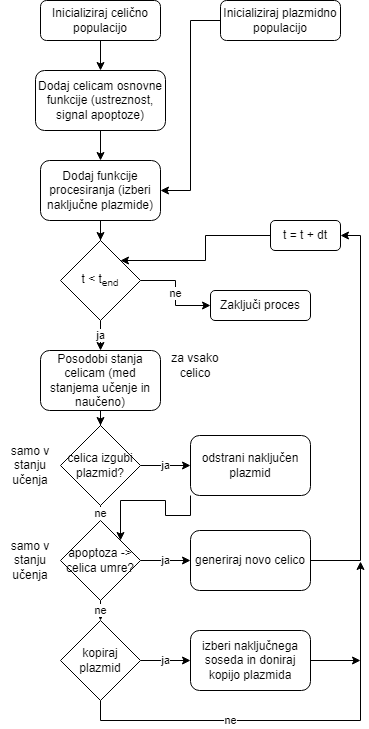 Inicializiraj celično
populacijo
Inicializiraj plazmidno
populacijo
Dodaj celicam osnovne
funkcije (ustreznost,
signal apoptoze)
Dodaj funkcije
procesiranja (izberi
naključne plazmide)
t = t + dt
t < tend
ne
Zaključi proces
ja
Posodobi stanja
celicam (med
stanjema učenje in
naučeno)
za vsako
celico
samo v
stanju
učenja
celica izgubi
plazmid?
ja
odstrani naključen
plazmid
ne
samo v
stanju
učenja
apoptoza ->
celica umre?
ja
generiraj novo celico
ne
kopiraj
plazmid
ja
izberi naključnega
soseda in doniraj
kopijo plazmida
ne